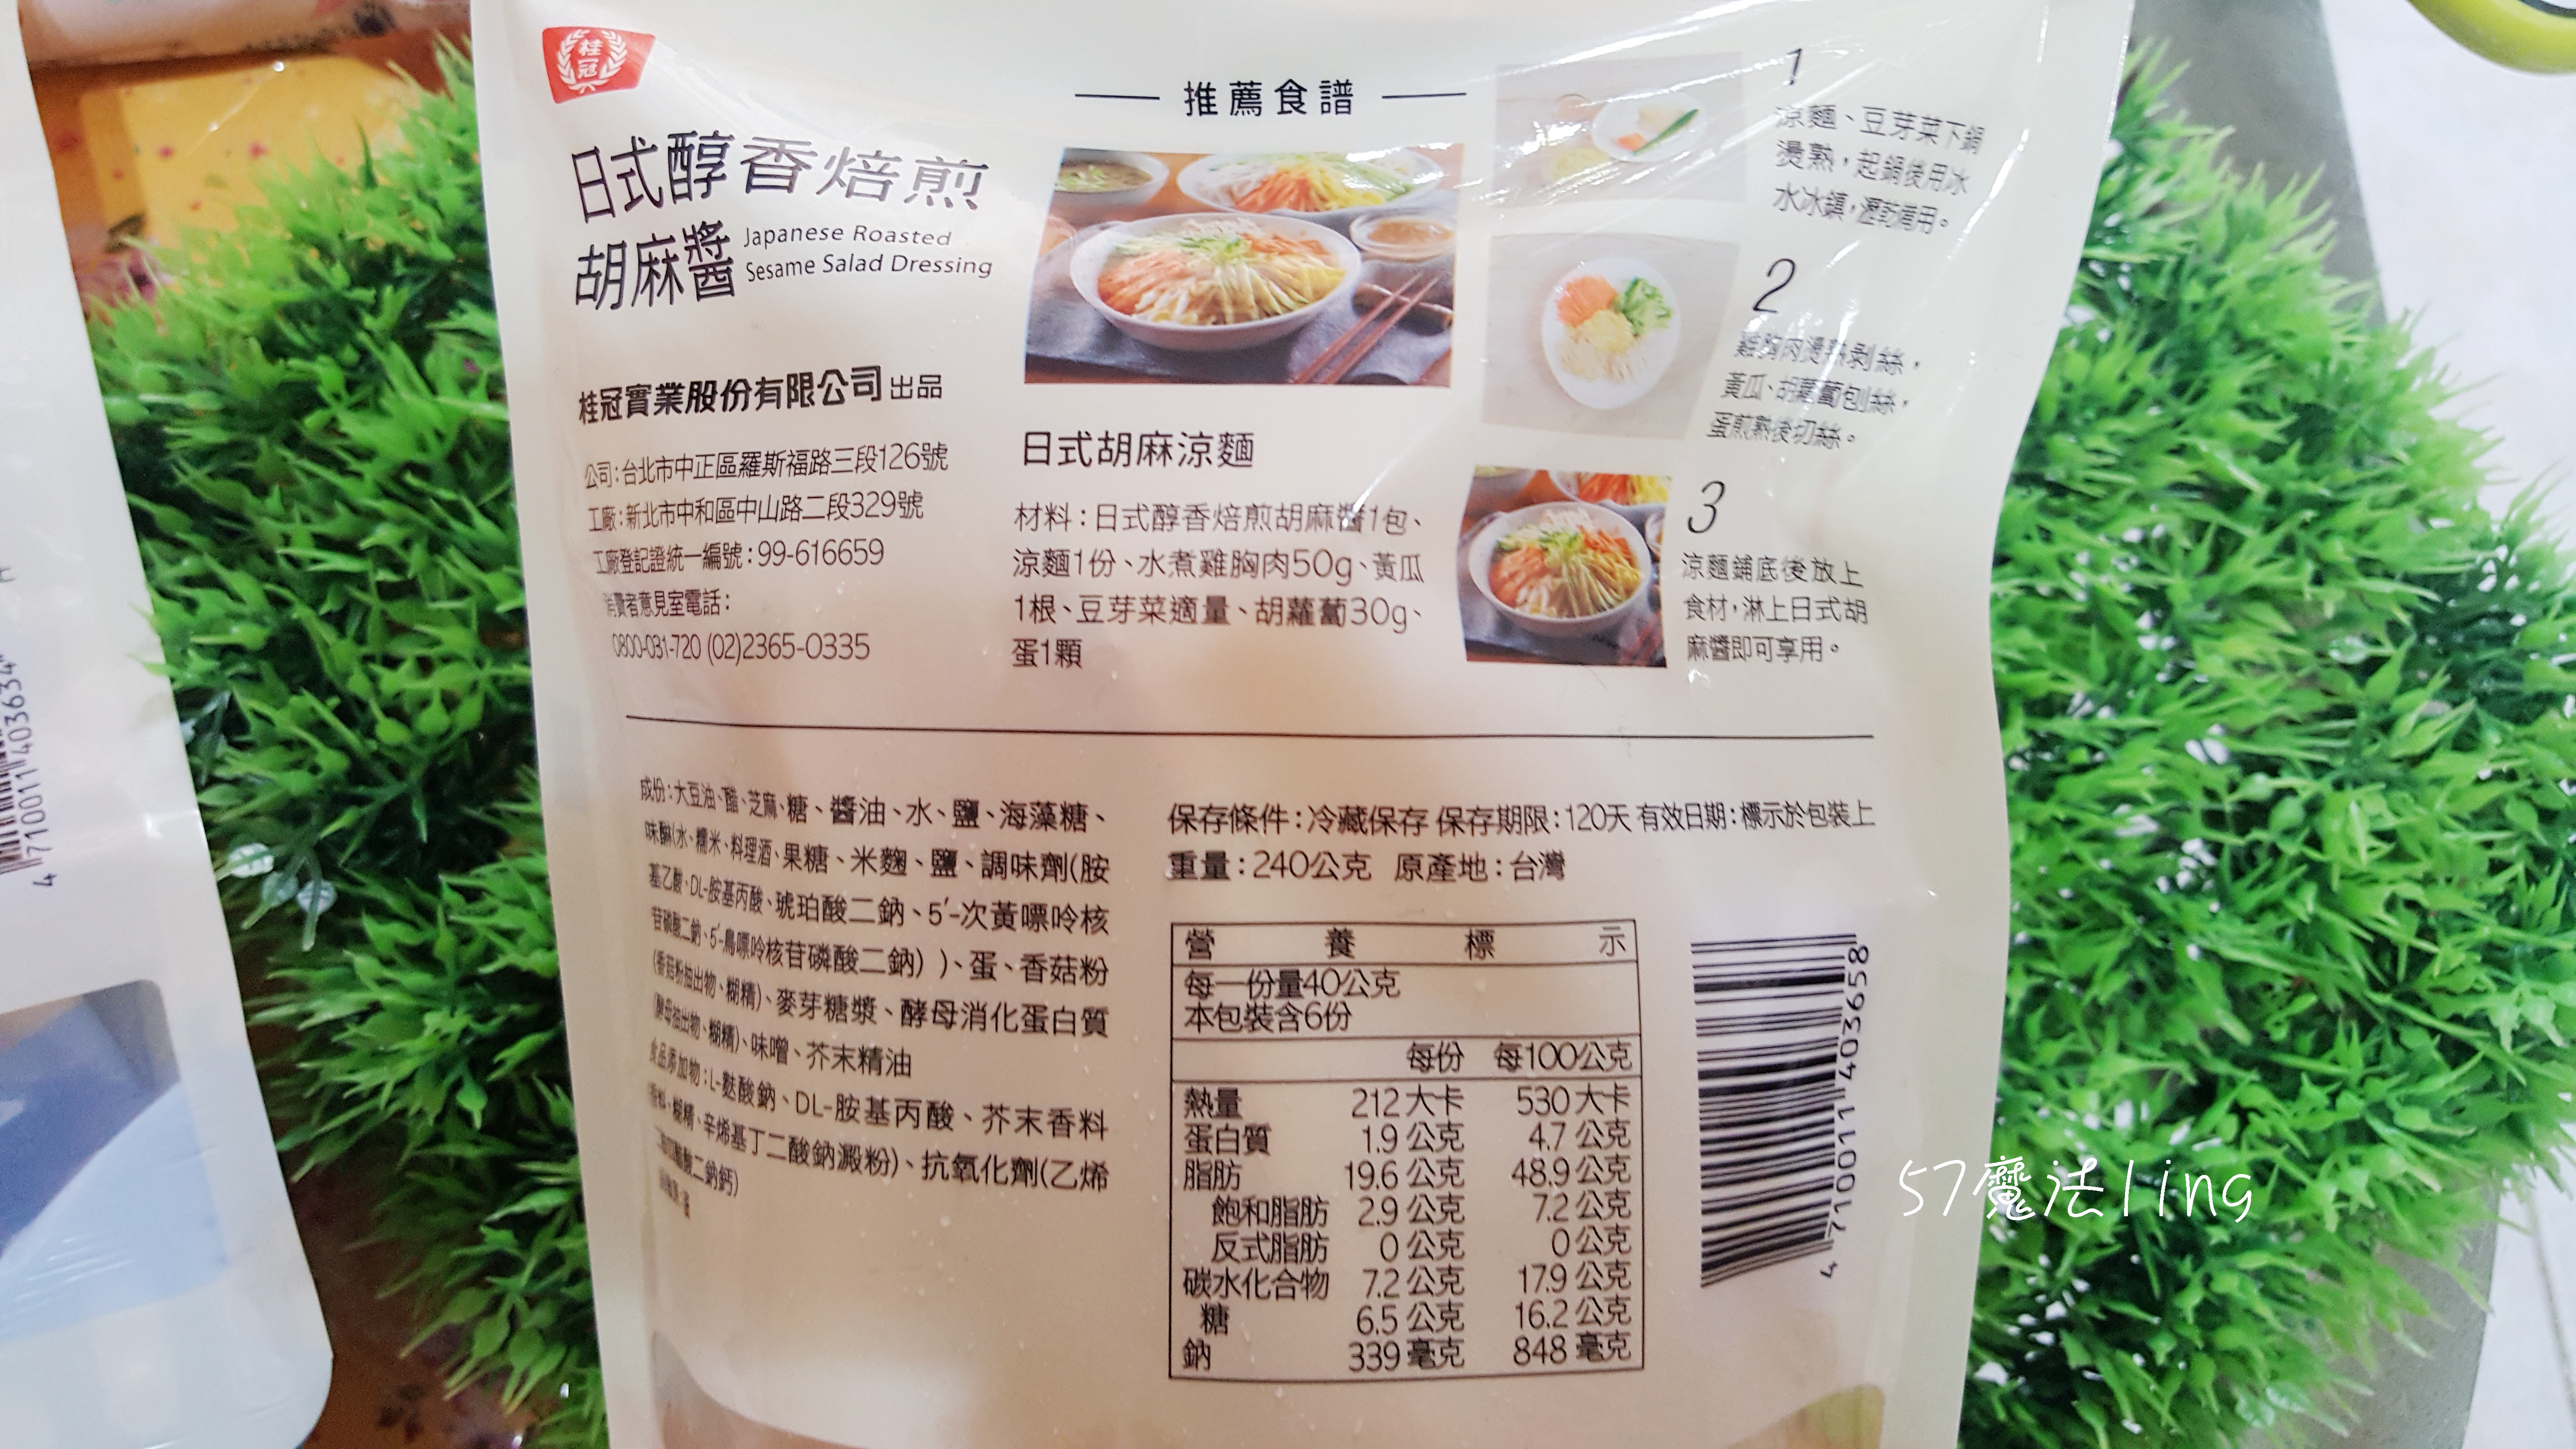 桂冠
日式醇香焙煎
胡麻醬
Japanese Roasted
Sesame Salad Dressing
桂冠實業股份有限公司出品
公司:台北市中正區羅斯福路三段126號
工廠:新北市中和區中山路二段329號
工廠登記證統一編號:99-616659
消費者意見室電話:
0800-031-720 (02)2365-0335
推薦食譜
日式胡麻涼麵
材料:日式醇香焙煎胡麻醬1包、
涼麵1份、水煮雞胸肉50g、黃瓜
1根、豆芽菜適量、胡蘿蔔30g、
蛋1顆
1
涼麵、豆芽菜下鍋
燙熟,起鍋後用冰
水冰鎮,瀝乾備用。
2
雞胸肉燙熟剝絲,
黃瓜、胡蘿蔔刨絲,
蛋煎熟後切絲。
3
涼麵鋪底後放上
食材,淋上日式胡
麻醬即可享用。
成份:大豆油、醋、芝麻、糖、醬油、水、鹽、海藻糖、
味醂(水、糯米、料理酒、果糖、米麴、鹽、調味劑(胺
基乙酸、DL-胺基丙酸、琥珀酸二鈉、5'-次黃嘌呤核
苷磷酸二鈉、5'-鳥嘌呤核苷磷酸二鈉))、蛋、香菇粉
(香菇粉抽出物、糊精)、麥芽糖漿、酵母消化蛋白質
(酵母抽出物、糊精)、味噌、芥末精油
食品添加物:L-麩酸鈉、DL-胺基丙酸、芥末香料
(香料、糊精、辛烯基丁二酸鈉澱粉)、抗氧化劑(乙烯
二胺四醋酸二鈉鈣)
保存條件:冷藏保存 保存期限:120天 有效日期:標示於包裝上
重量:240公克 原產地:台灣
營養標示
每一份量40公克
本包裝含6份
每份 每100公克
熱量 212大卡 530大卡
蛋白質 1.9公克 4.7公克
脂肪 19.6公克 48.9公克
飽和脂肪 2.9公克 7.2公克
反式脂肪 0公克 0公克
碳水化合物 7.2公克 17.9公克
糖 6.5公克 16.2公克
鈉 339毫克 848毫克
4 710011 403658
4 710011 403634
57魔法ling